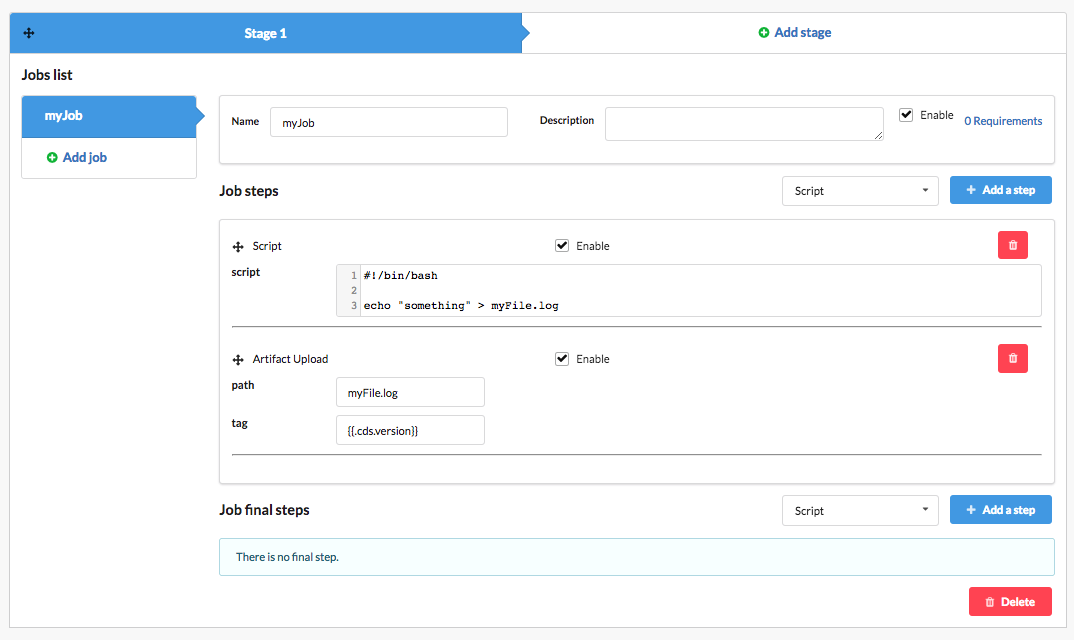 Stage 1
Add stage
Jobs list
myJob
Add job
Name
myJob
Description
Enable
0 Requirements
Job steps
Script
Add a step
Script
Enable
script
1 #!/bin/bash
2
3 echo "something" > myFile.log
Artifact Upload
Enable
path
myFile.log
tag
{{.cds.version}}
Job final steps
Script
Add a step
There is no final step.
Delete